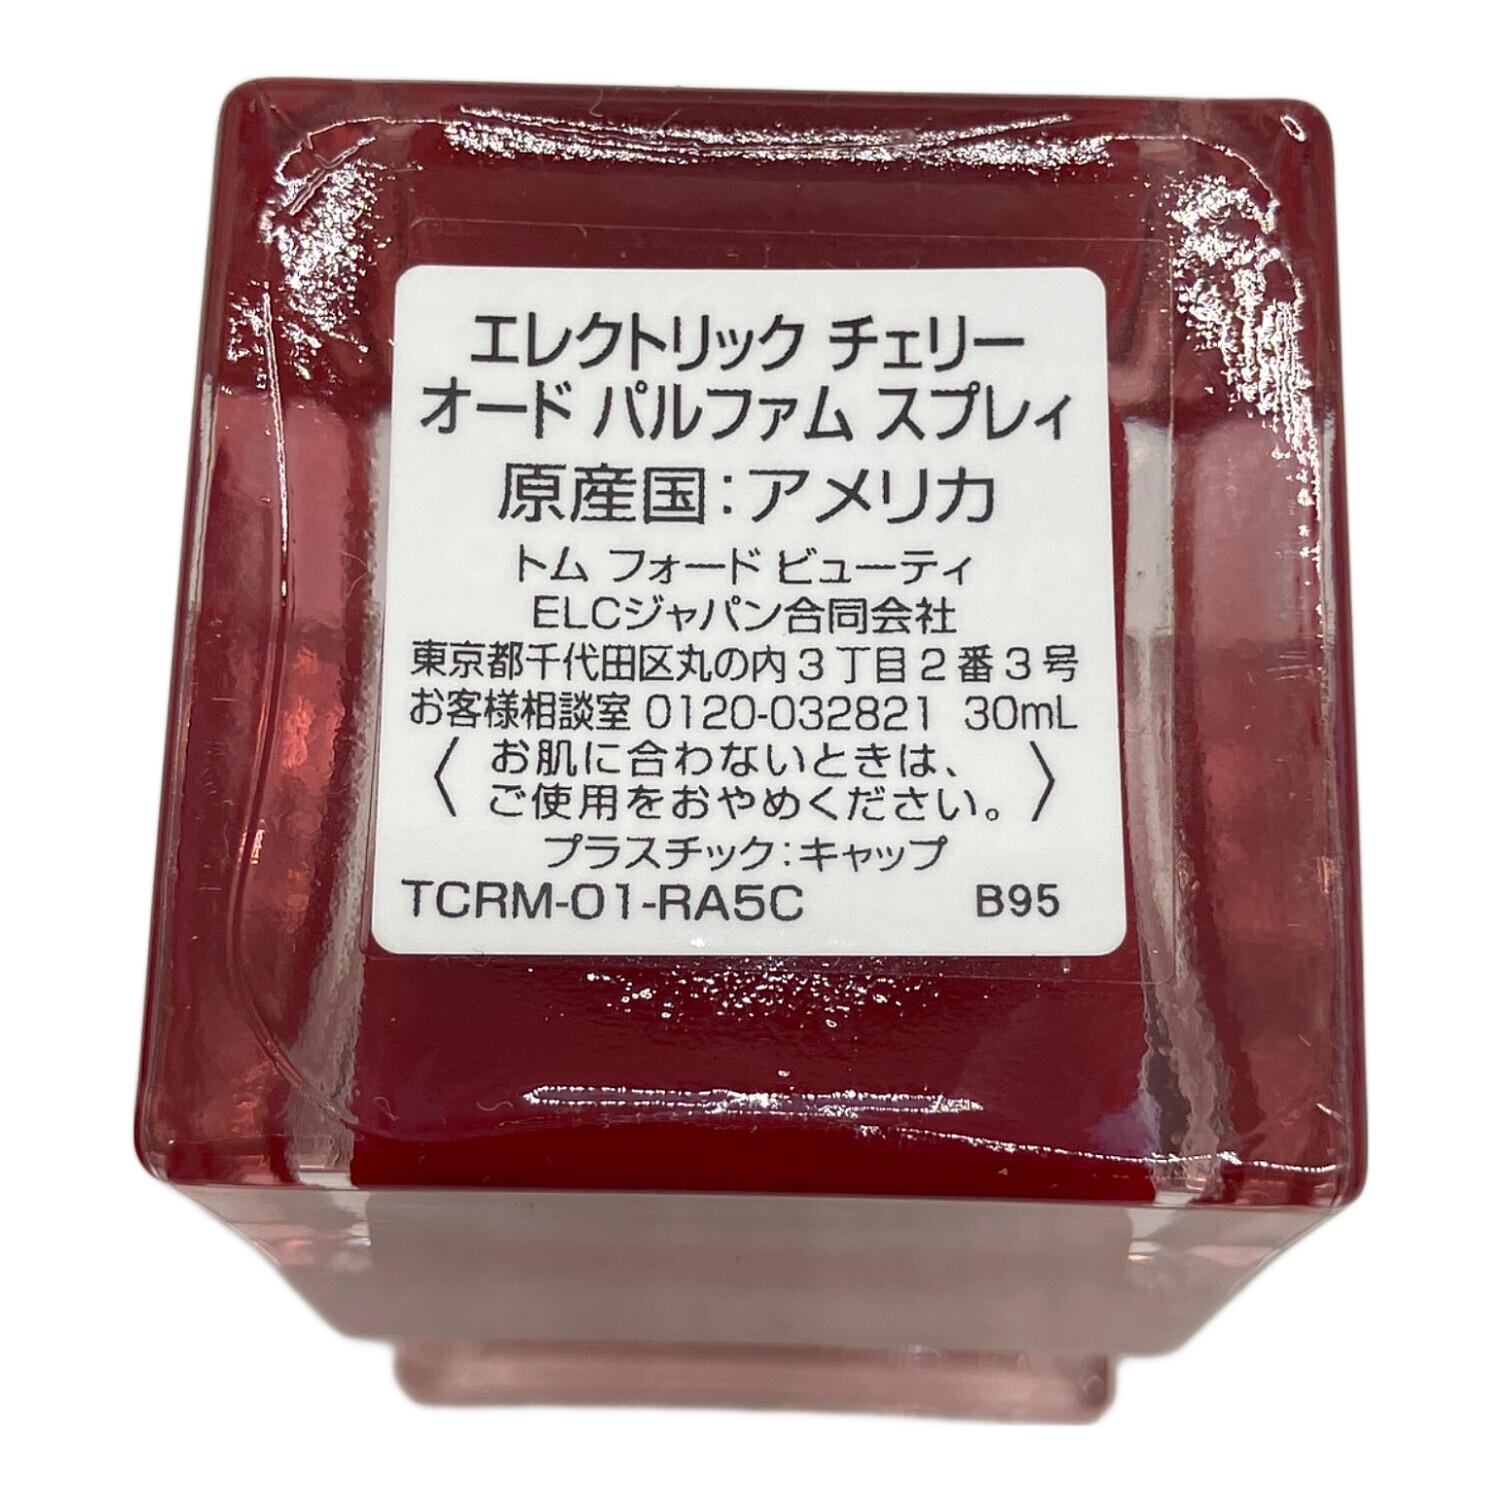 エレクトリック チェリー
オード パルファム スプレィ
原産国：アメリカ
トム フォード ビューティ
ELCジャパン合同会社
東京都千代田区丸の内3丁目2番3号
お客様相談室 0120-032821 30mL
〈お肌に合わないときは、
ご使用をおやめください。〉
プラスチック：キャップ
TCRM-01-RA5C B95